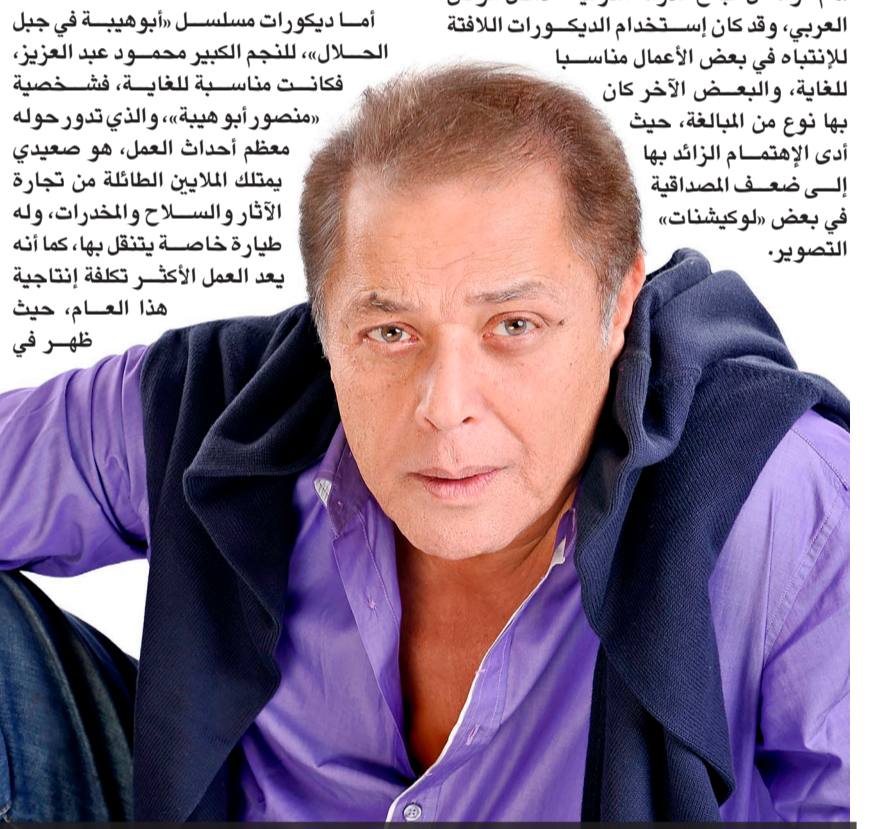 العربي، وقد كان إستخدام الديكورات اللافتة
للإنتباه في بعض الأعمال مناسبا
للغاية، والبعض الآخر كان
بها نوع من المبالغة، حيث
أدى الإهتمام الزائد بها
إلى ضعف المصداقية
في بعض «لوكيشنات»
التصوير.
أما ديكورات مسلسل «أبوهيبة في جبل
الحلال»، للنجم الكبير محمود عبد العزيز،
فكانت مناسبة للغاية، فشخصية
«منصور أبو هيبة»، والذي تدور حوله
معظم أحداث العمل، هو صعيدي
يمتلك الملايين الطائلة من تجارة
الآثار والسلاح والمخدرات، وله
طيارة خاصة يتنقل بها، كما أنه
يعد العمل الأكثر تكلفة إنتاجية
هذا العام، حيث
ظهر في